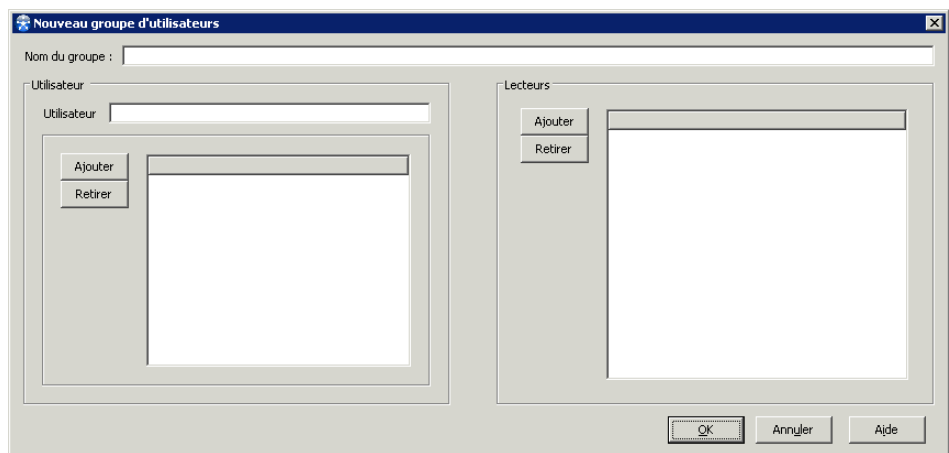 Nouveau groupe d'utilisateurs
Nom du groupe :
Utilisateur
Utilisateur
Ajouter
Retirer
Lecteurs
Ajouter
Retirer
OK
Annuler
Aide